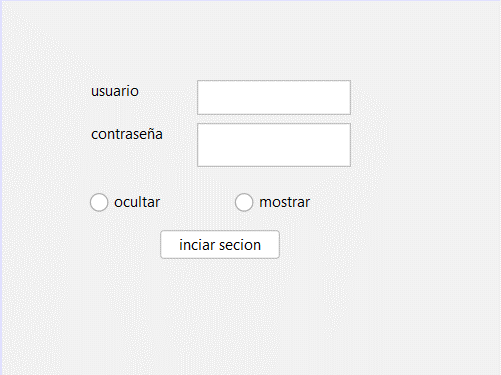 usuario
contraseña
ocultar mostrar
inciar secion